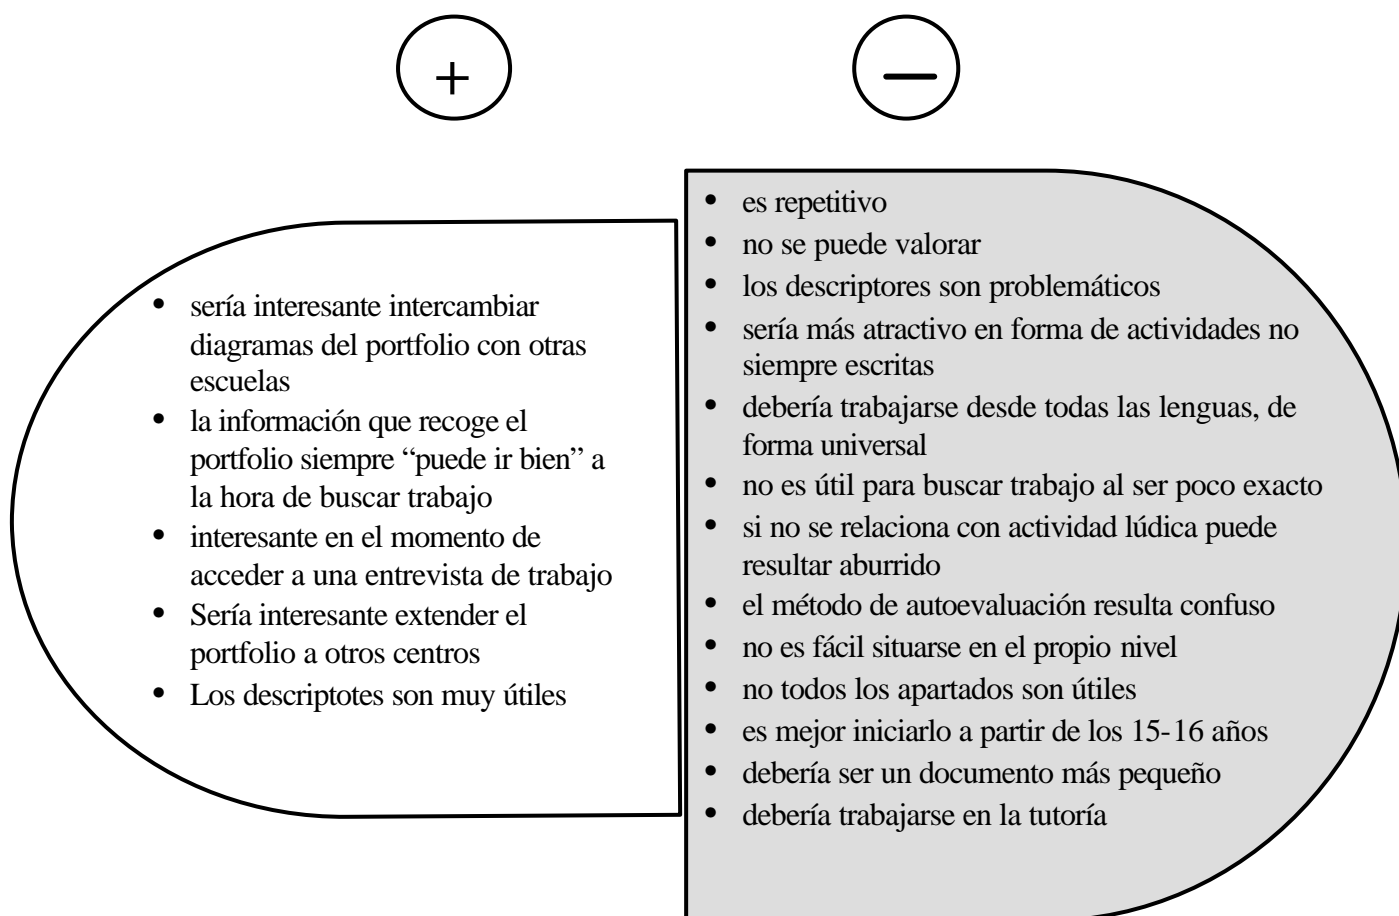 +
—
• sería interesante intercambiar
diagramas del portfolio con otras
escuelas
• la información que recoge el
portfolio siempre “puede ir bien” a
la hora de buscar trabajo
• interesante en el momento de
acceder a una entrevista de trabajo
• Sería interesante extender el
portfolio a otros centros
• Los descriptotes son muy útiles
• es repetitivo
• no se puede valorar
• los descriptores son problemáticos
• sería más atractivo en forma de actividades no
siempre escritas
• debería trabajarse desde todas las lenguas, de
forma universal
• no es útil para buscar trabajo al ser poco exacto
• si no se relaciona con actividad lúdica puede
resultar aburrido
• el método de autoevaluación resulta confuso
• no es fácil situarse en el propio nivel
• no todos los apartados son útiles
• es mejor iniciarlo a partir de los 15-16 años
• debería ser un documento más pequeño
• debería trabajarse en la tutoría